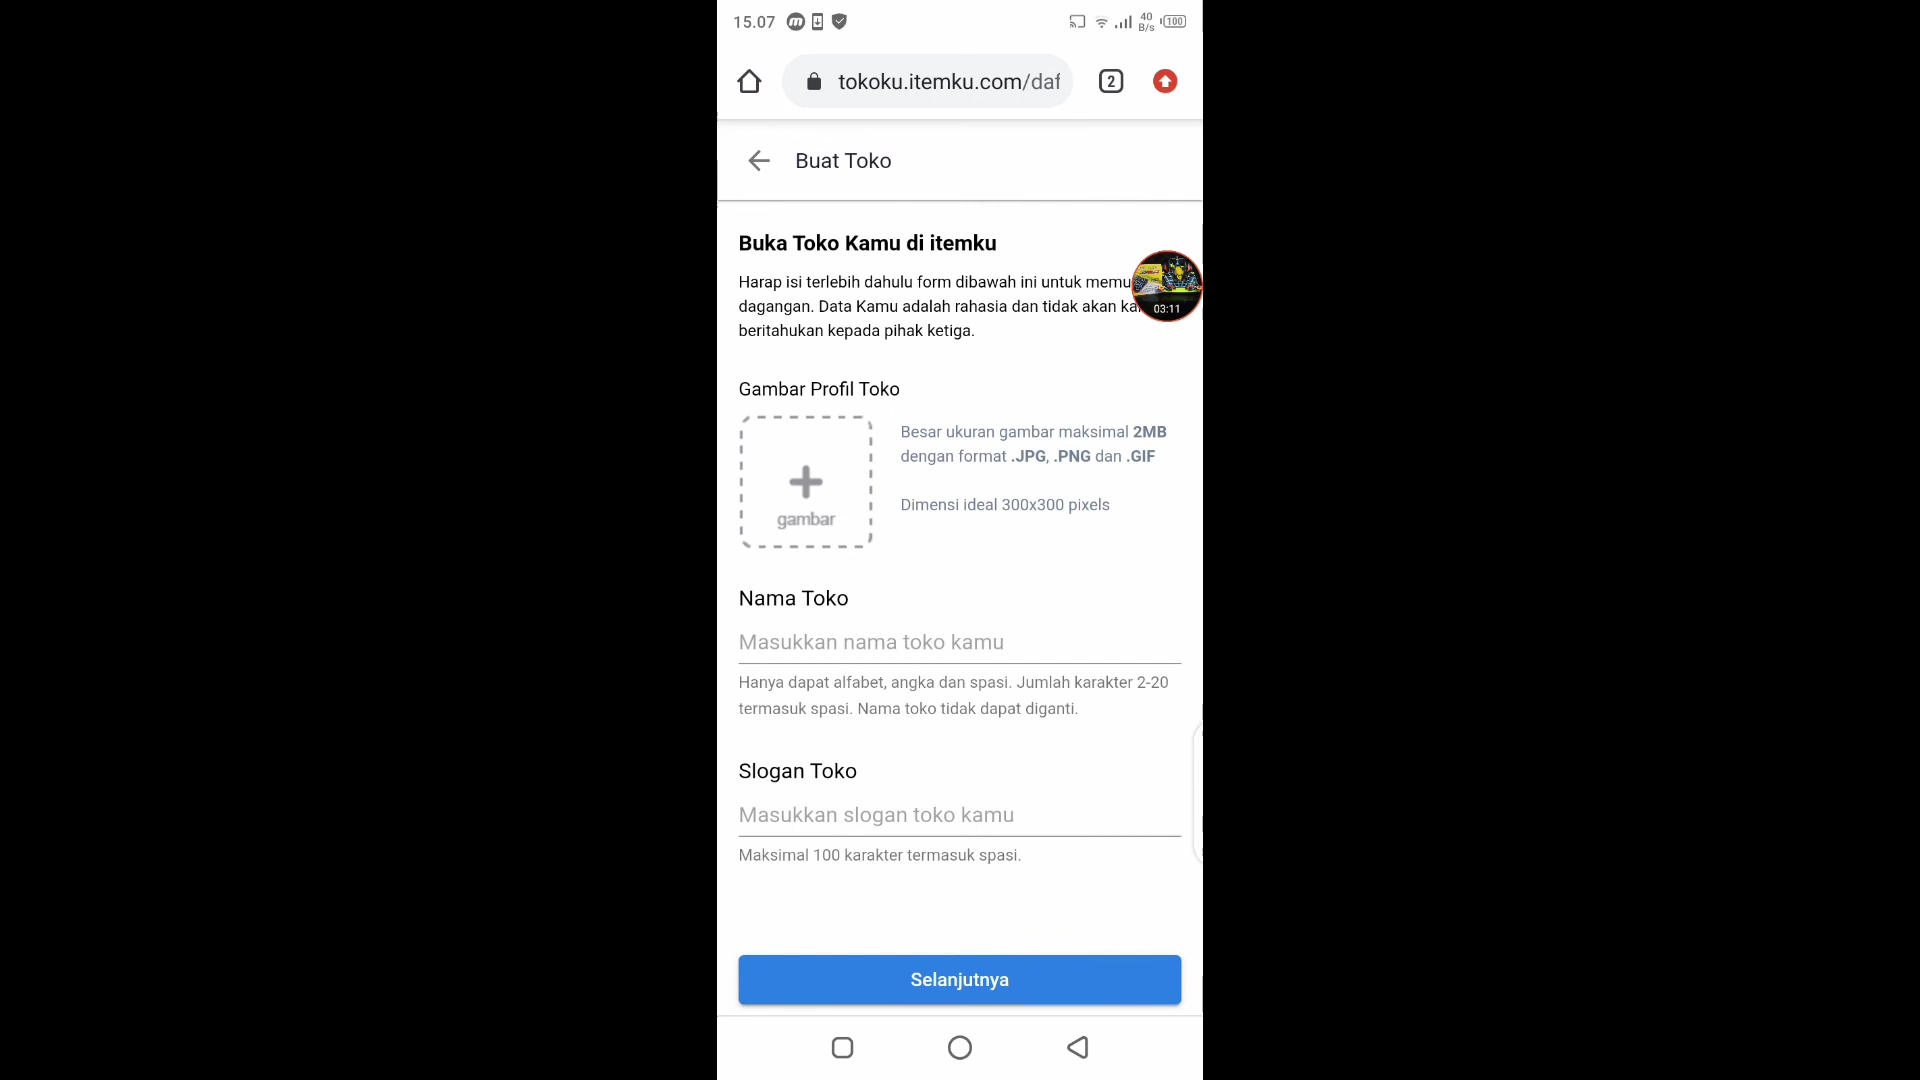 15.07
40
B/s
100
tokoku.itemku.com/daf
2
Buat Toko
Buka Toko Kamu di itemku
Harap isi terlebih dahulu form dibawah ini untuk memu
dagangan. Data Kamu adalah rahasia dan tidak akan ka
beritahukan kepada pihak ketiga.
03:11
Gambar Profil Toko
Besar ukuran gambar maksimal 2MB
dengan format .JPG, .PNG dan .GIF
Dimensi ideal 300x300 pixels
gambar
Nama Toko
Masukkan nama toko kamu
Hanya dapat alfabet, angka dan spasi. Jumlah karakter 2-20
termasuk spasi. Nama toko tidak dapat diganti.
Slogan Toko
Masukkan slogan toko kamu
Maksimal 100 karakter termasuk spasi.
Selanjutnya